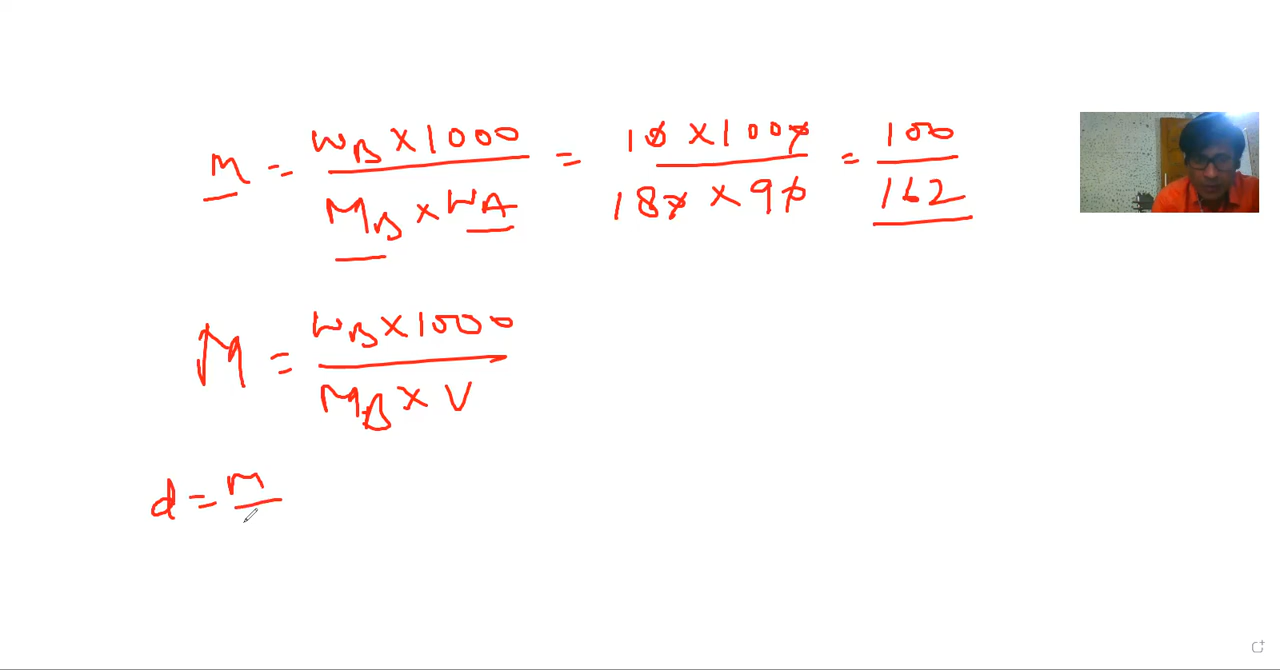 m = W_B × 1000 / M_B × W_A = 10 × 1000 / 180 × 90 = 100 / 162
M = W_B × 1000 / M_B × V
d = m /